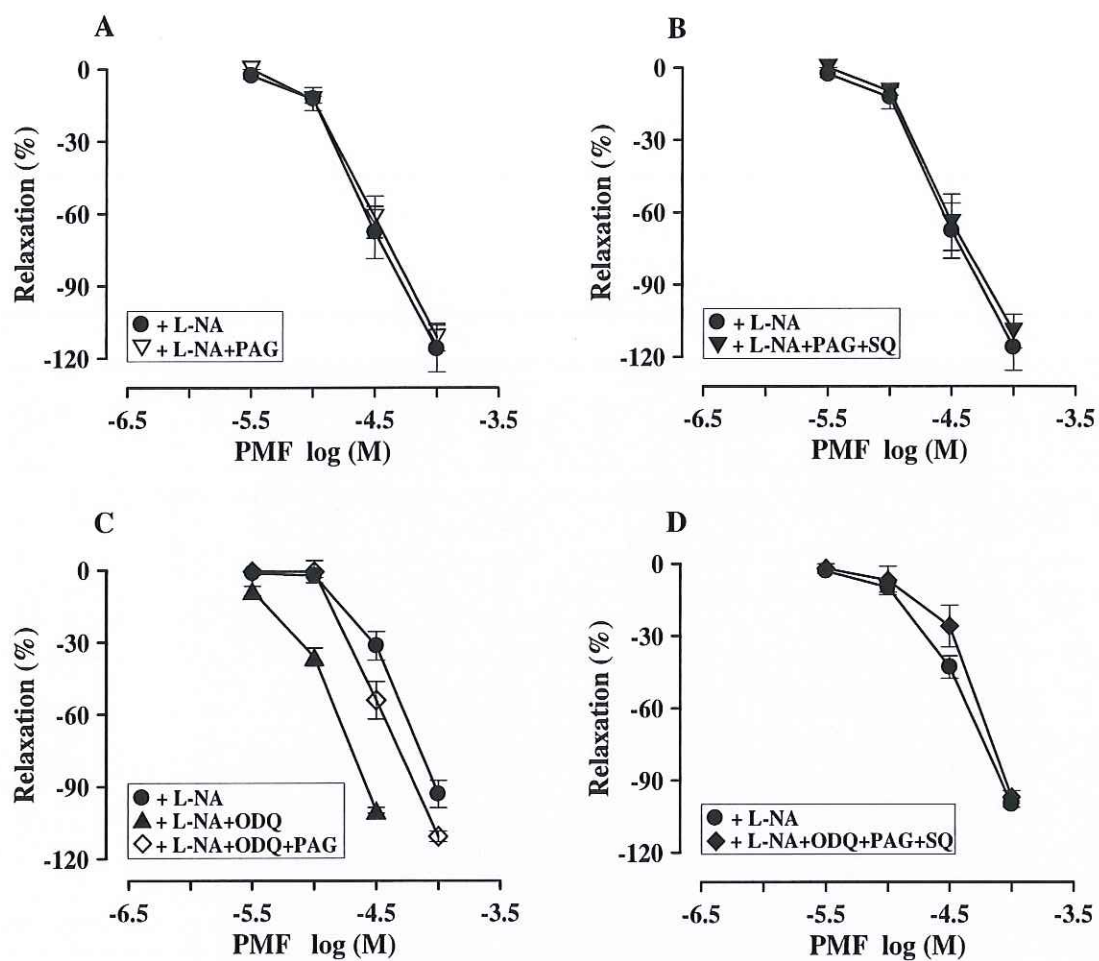 A
0
-30
-60
-90
-120
Relaxation (%)
+ L-NA
+ L-NA+PAG
-6.5 -5.5 -4.5 -3.5
PMF log (M)
B
0
-30
-60
-90
-120
Relaxation (%)
+ L-NA
+ L-NA+PAG+SQ
-6.5 -5.5 -4.5 -3.5
PMF log (M)
C
0
-30
-60
-90
-120
Relaxation (%)
+ L-NA
+ L-NA+ODQ
+ L-NA+ODQ+PAG
-6.5 -5.5 -4.5 -3.5
PMF log (M)
D
0
-30
-60
-90
-120
Relaxation (%)
+ L-NA
+ L-NA+ODQ+PAG+SQ
-6.5 -5.5 -4.5 -3.5
PMF log (M)